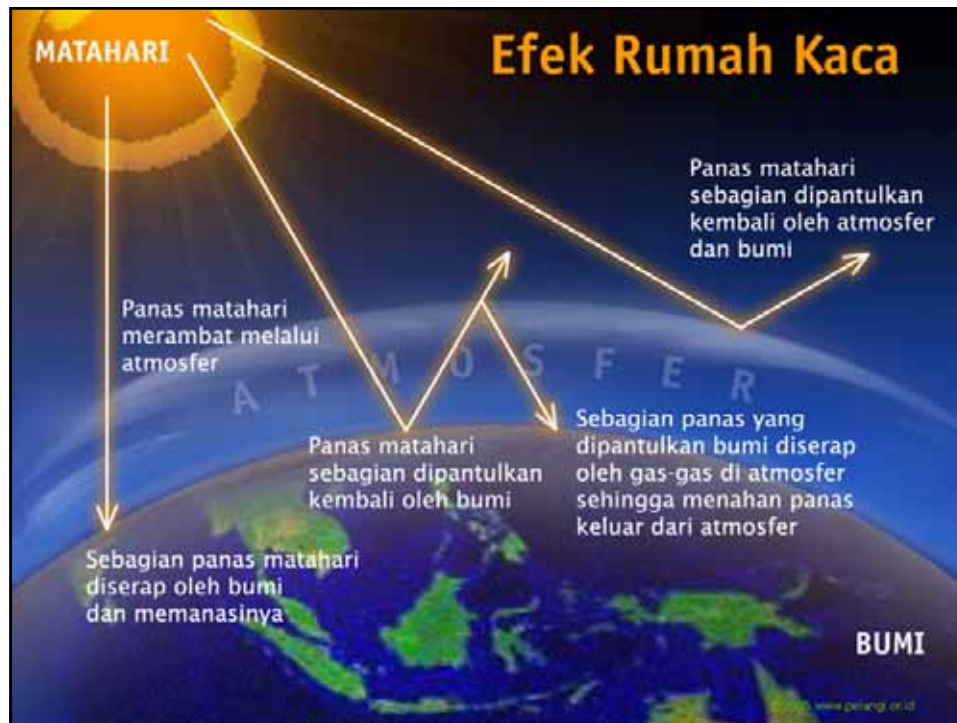 MATAHARI
Efek Rumah Kaca
Panas matahari
sebagian dipantulkan
kembali oleh atmosfer
dan bumi
Panas matahari
merambat melalui
atmosfer
ATMOSFER
Panas matahari
sebagian dipantulkan
kembali oleh bumi
Sebagian panas yang
dipantulkan bumi diserap
oleh gas-gas di atmosfer
sehingga menahan panas
keluar dari atmosfer
Sebagian panas matahari
diserap oleh bumi
dan memanasinya
BUMI
www.pelangi.or.id